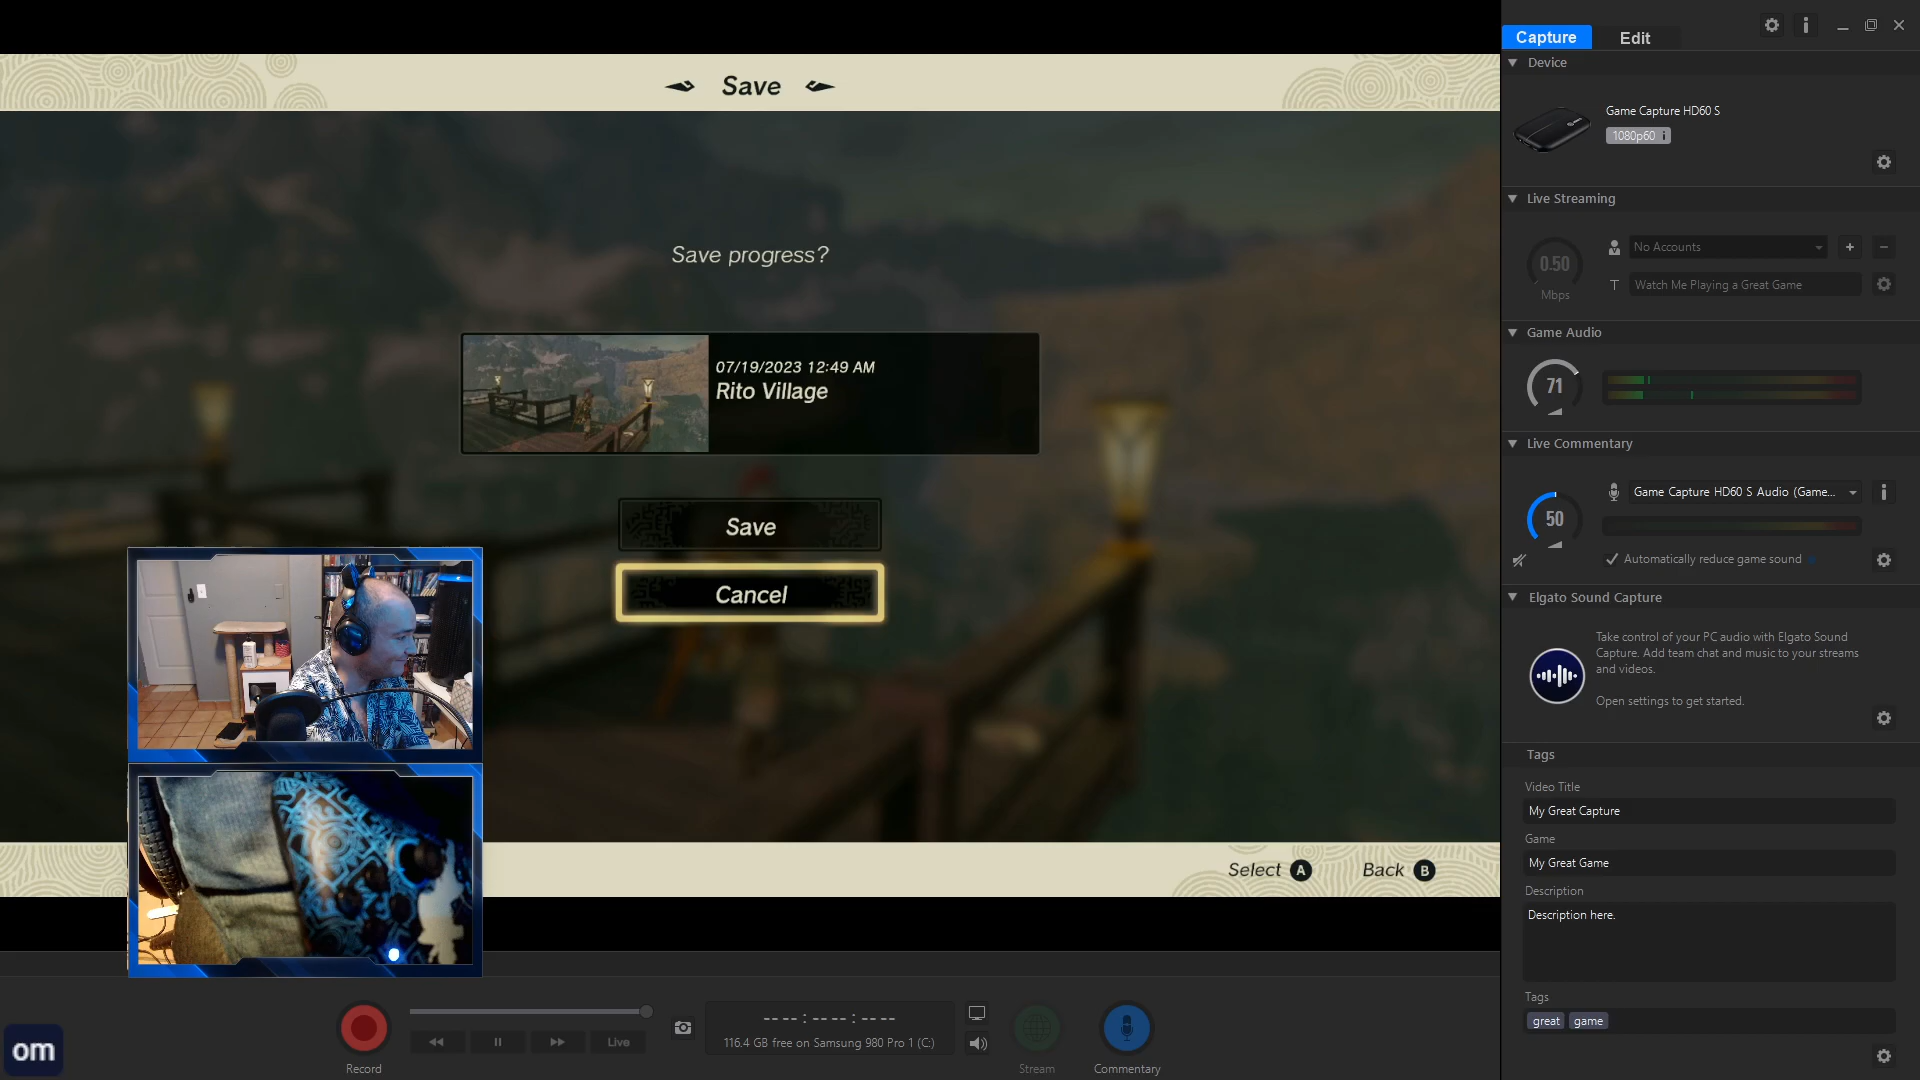 Save
Save progress?
07/19/2023 12:49 AM
Rito Village
Save
Cancel
Select A
Back B
om
Record
Live
-- -- : -- -- : -- --
116.4 GB free on Samsung 980 Pro 1 (C:)
Stream
Commentary
Capture
Edit
Device
Game Capture HD60 S
1080p60 i
Live Streaming
0.50
Mbps
No Accounts
T
Watch Me Playing a Great Game
Game Audio
71
Live Commentary
50
Game Capture HD60 S Audio (Game...
Automatically reduce game sound
Elgato Sound Capture
Take control of your PC audio with Elgato Sound
Capture. Add team chat and music to your streams
and videos.
Open settings to get started.
Tags
Video Title
My Great Capture
Game
My Great Game
Description
Description here.
Tags
great
game